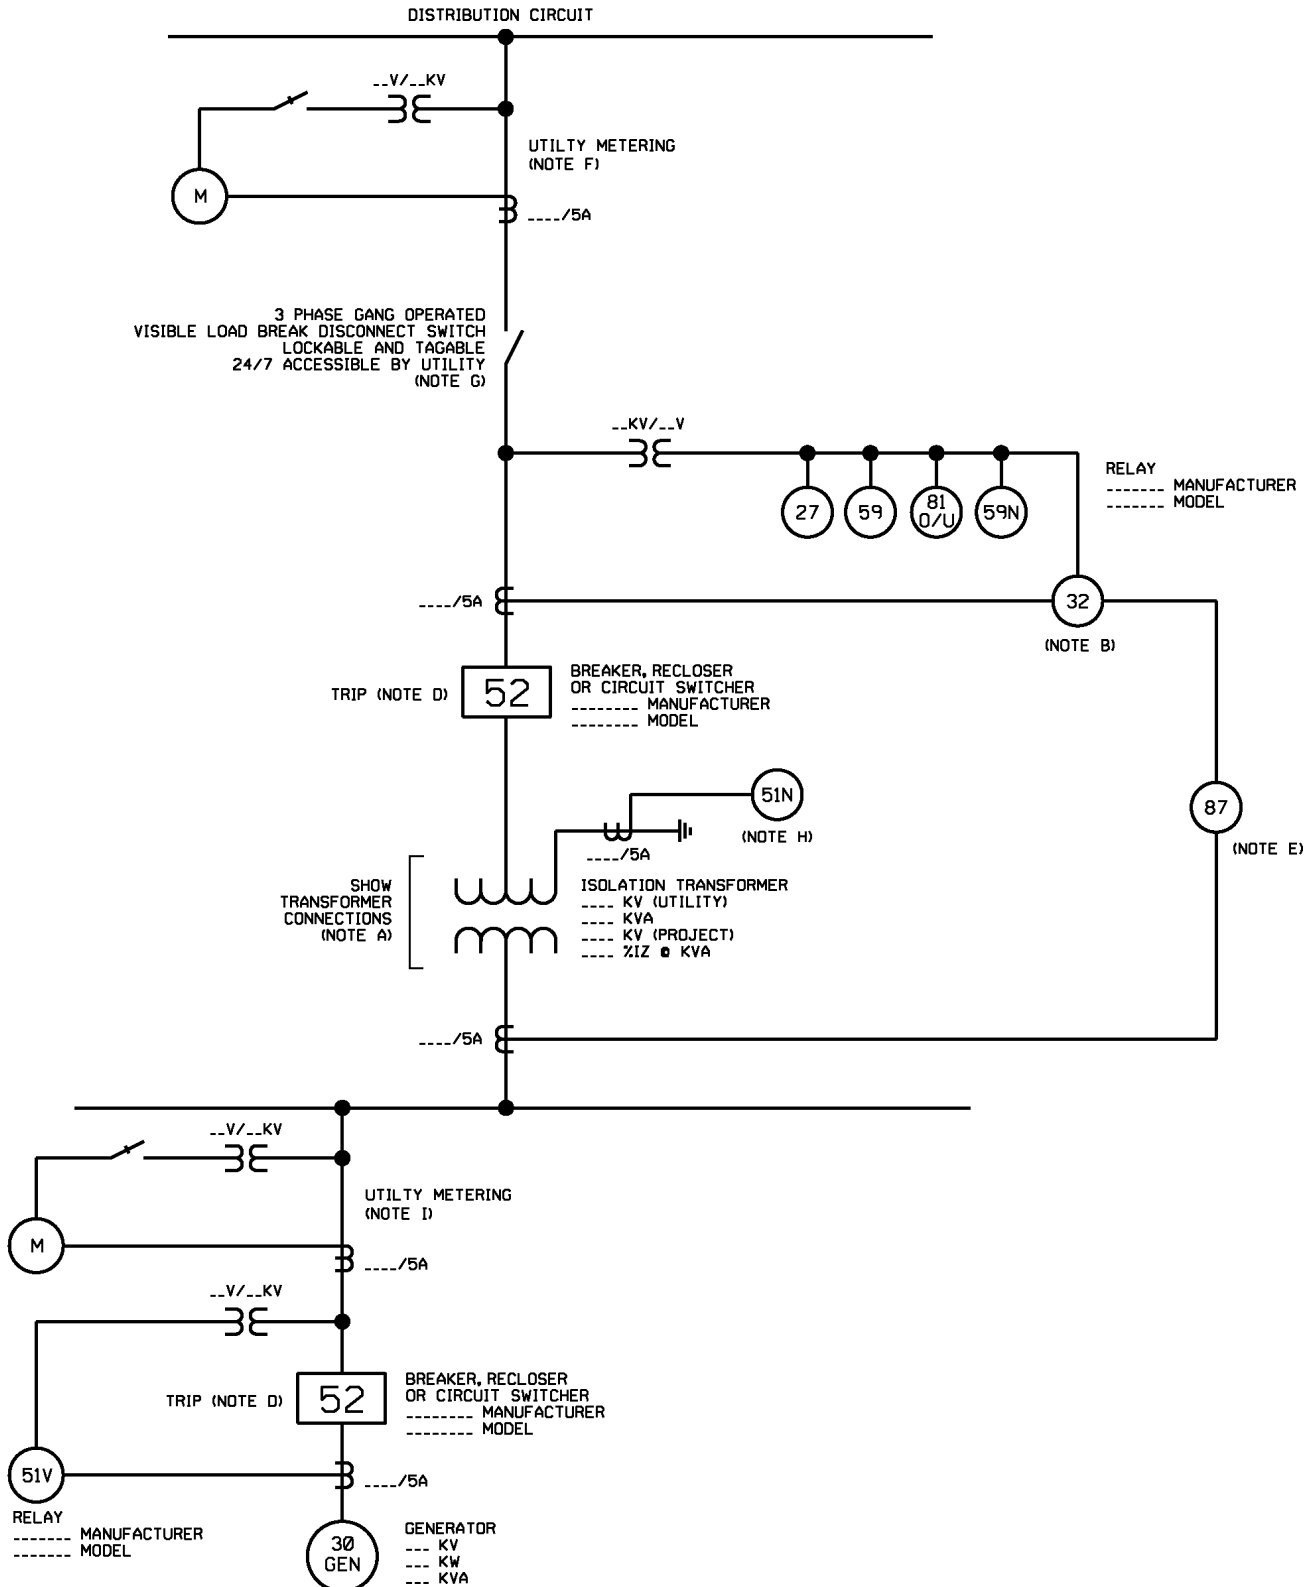 DISTRIBUTION CIRCUIT
__V/__KV
UTILTY METERING
(NOTE F)
M
____/5A
3 PHASE GANG OPERATED
VISIBLE LOAD BREAK DISCONNECT SWITCH
LOCKABLE AND TAGABLE
24/7 ACCESSIBLE BY UTILITY
(NOTE G)
__KV/__V
RELAY
_______ MANUFACTURER
_______ MODEL
27
59
81
O/U
59N
____/5A
32
(NOTE B)
TRIP (NOTE D)
52
BREAKER, RECLOSER
OR CIRCUIT SWITCHER
________ MANUFACTURER
________ MODEL
51N
(NOTE H)
87
(NOTE E)
____/5A
SHOW
TRANSFORMER
CONNECTIONS
(NOTE A)
ISOLATION TRANSFORMER
____ KV (UTILITY)
____ KVA
____ KV (PROJECT)
____ %IZ @ KVA
____/5A
__V/__KV
UTILTY METERING
(NOTE I)
M
____/5A
__V/__KV
TRIP (NOTE D)
52
BREAKER, RECLOSER
OR CIRCUIT SWITCHER
________ MANUFACTURER
________ MODEL
51V
____/5A
RELAY
_______ MANUFACTURER
_______ MODEL
30
GEN
GENERATOR
___ KV
___ KW
___ KVA